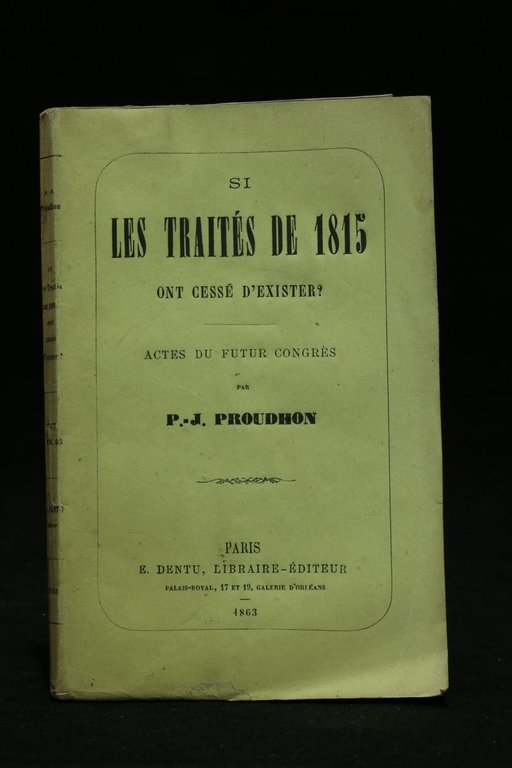 SI
LES TRAITÉS DE 1815
ONT CESSÉ D'EXISTER?
ACTES DU FUTUR CONGRÈS
PAR
P.-J. PROUDHON
PARIS
E. DENTU, LIBRAIRE-ÉDITEUR
PALAIS-ROYAL, 17 ET 19, GALERIE D'ORLÉANS
1863